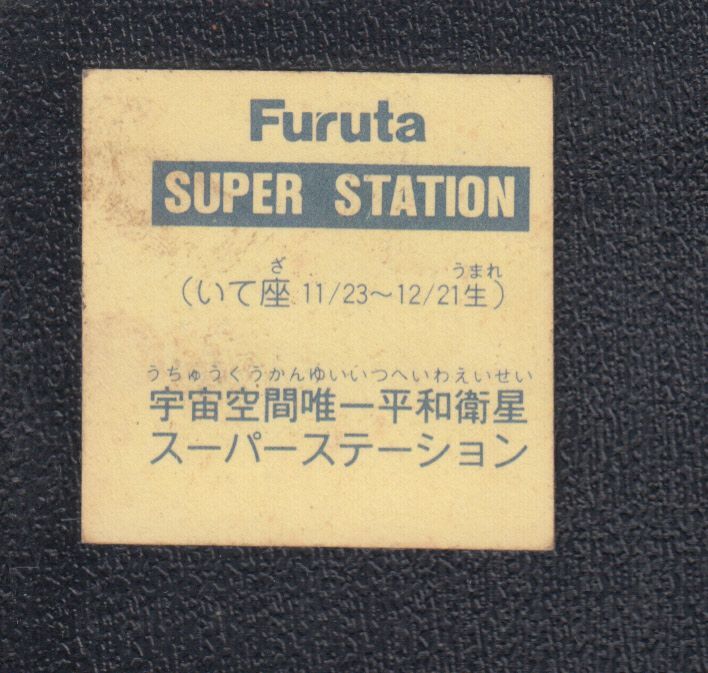 Furuta
SUPER STATION
ざ うまれ
(いて座 11/23〜12/21生)
うちゅうくうかんゆいいつへいわえいせい
宇宙空間唯一平和衛星
スーパーステーション